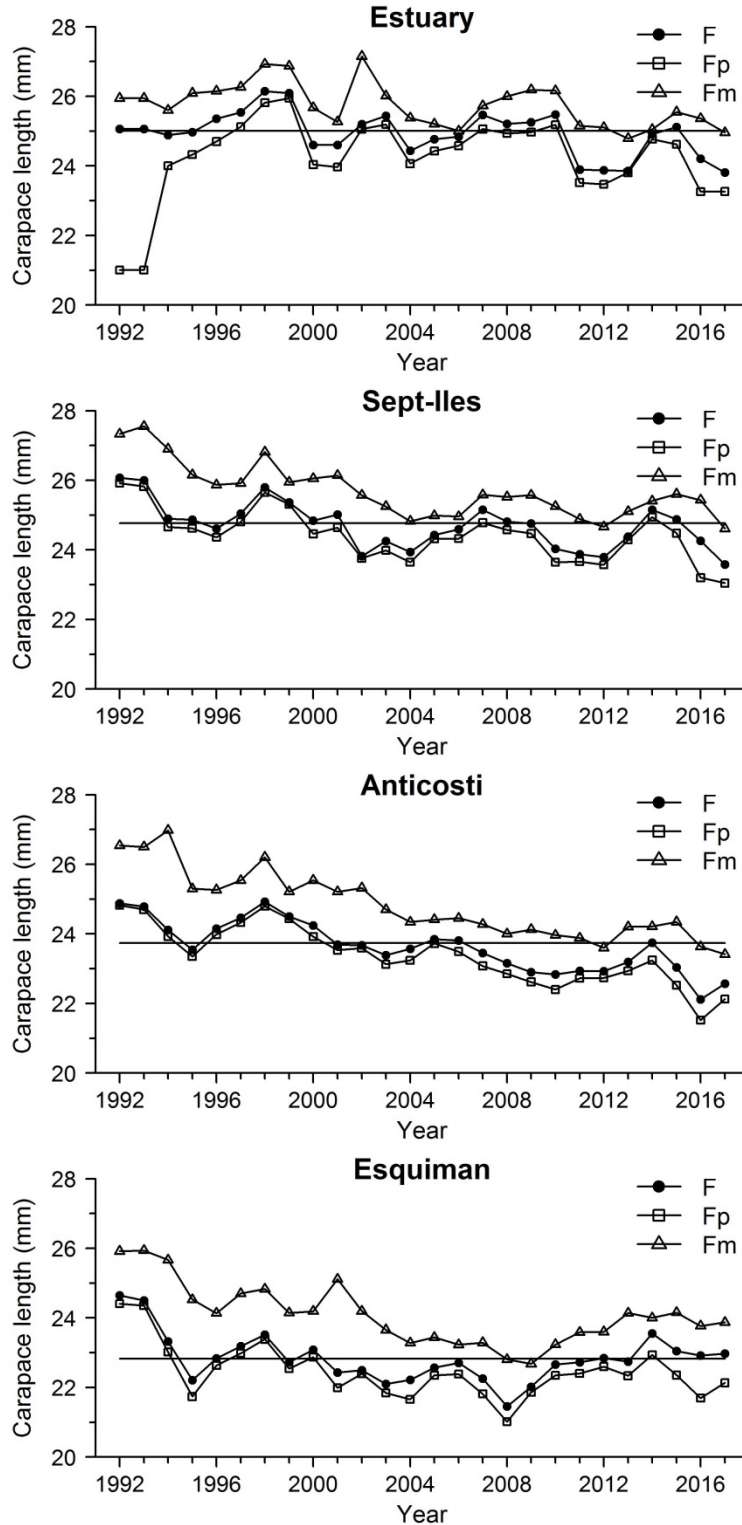 Estuary
28
26
24
22
20
Carapace length (mm)
F
Fp
Fm
1992
1996
2000
2004
2008
2012
2016
Year
Sept-Iles
28
26
24
22
20
Carapace length (mm)
F
Fp
Fm
1992
1996
2000
2004
2008
2012
2016
Year
Anticosti
28
26
24
22
20
Carapace length (mm)
F
Fp
Fm
1992
1996
2000
2004
2008
2012
2016
Year
Esquiman
28
26
24
22
20
Carapace length (mm)
F
Fp
Fm
1992
1996
2000
2004
2008
2012
2016
Year